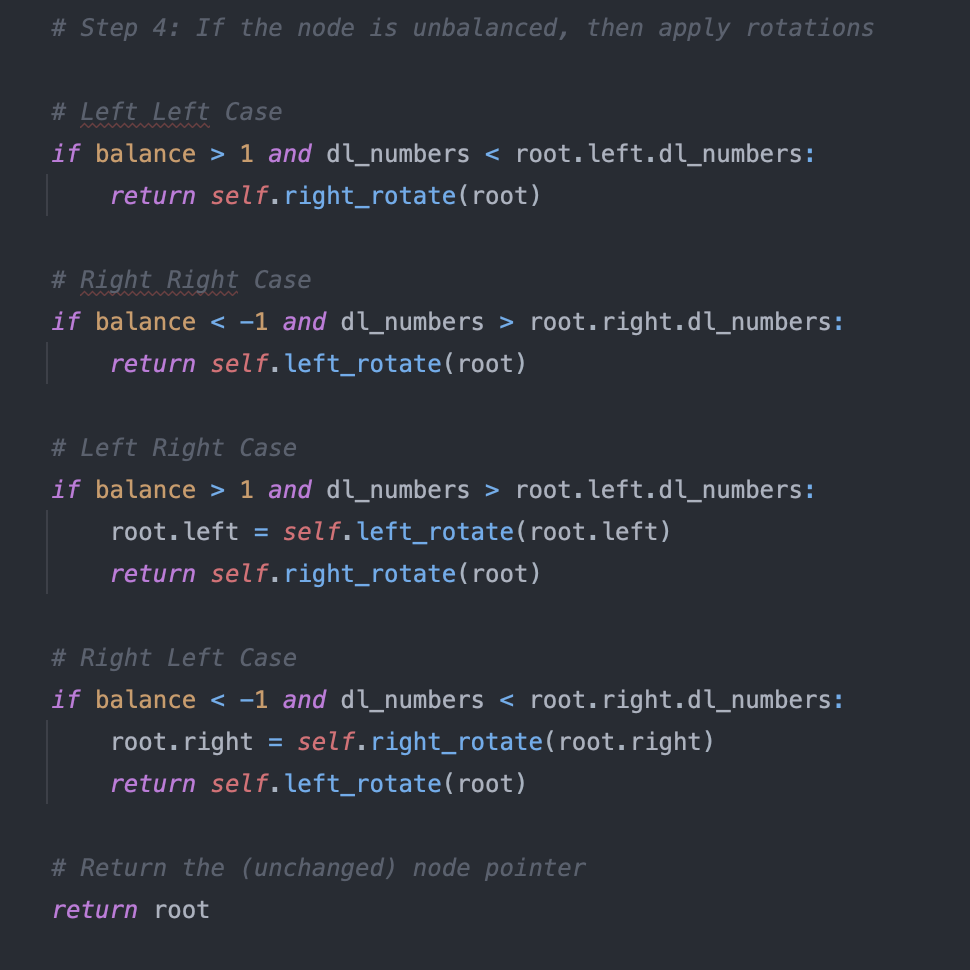 # Step 4: If the node is unbalanced, then apply rotations
# Left Left Case
if balance > 1 and dl_numbers < root.left.dl_numbers:
    return self.right_rotate(root)
# Right Right Case
if balance < -1 and dl_numbers > root.right.dl_numbers:
    return self.left_rotate(root)
# Left Right Case
if balance > 1 and dl_numbers > root.left.dl_numbers:
    root.left = self.left_rotate(root.left)
    return self.right_rotate(root)
# Right Left Case
if balance < -1 and dl_numbers < root.right.dl_numbers:
    root.right = self.right_rotate(root.right)
    return self.left_rotate(root)
# Return the (unchanged) node pointer
return root